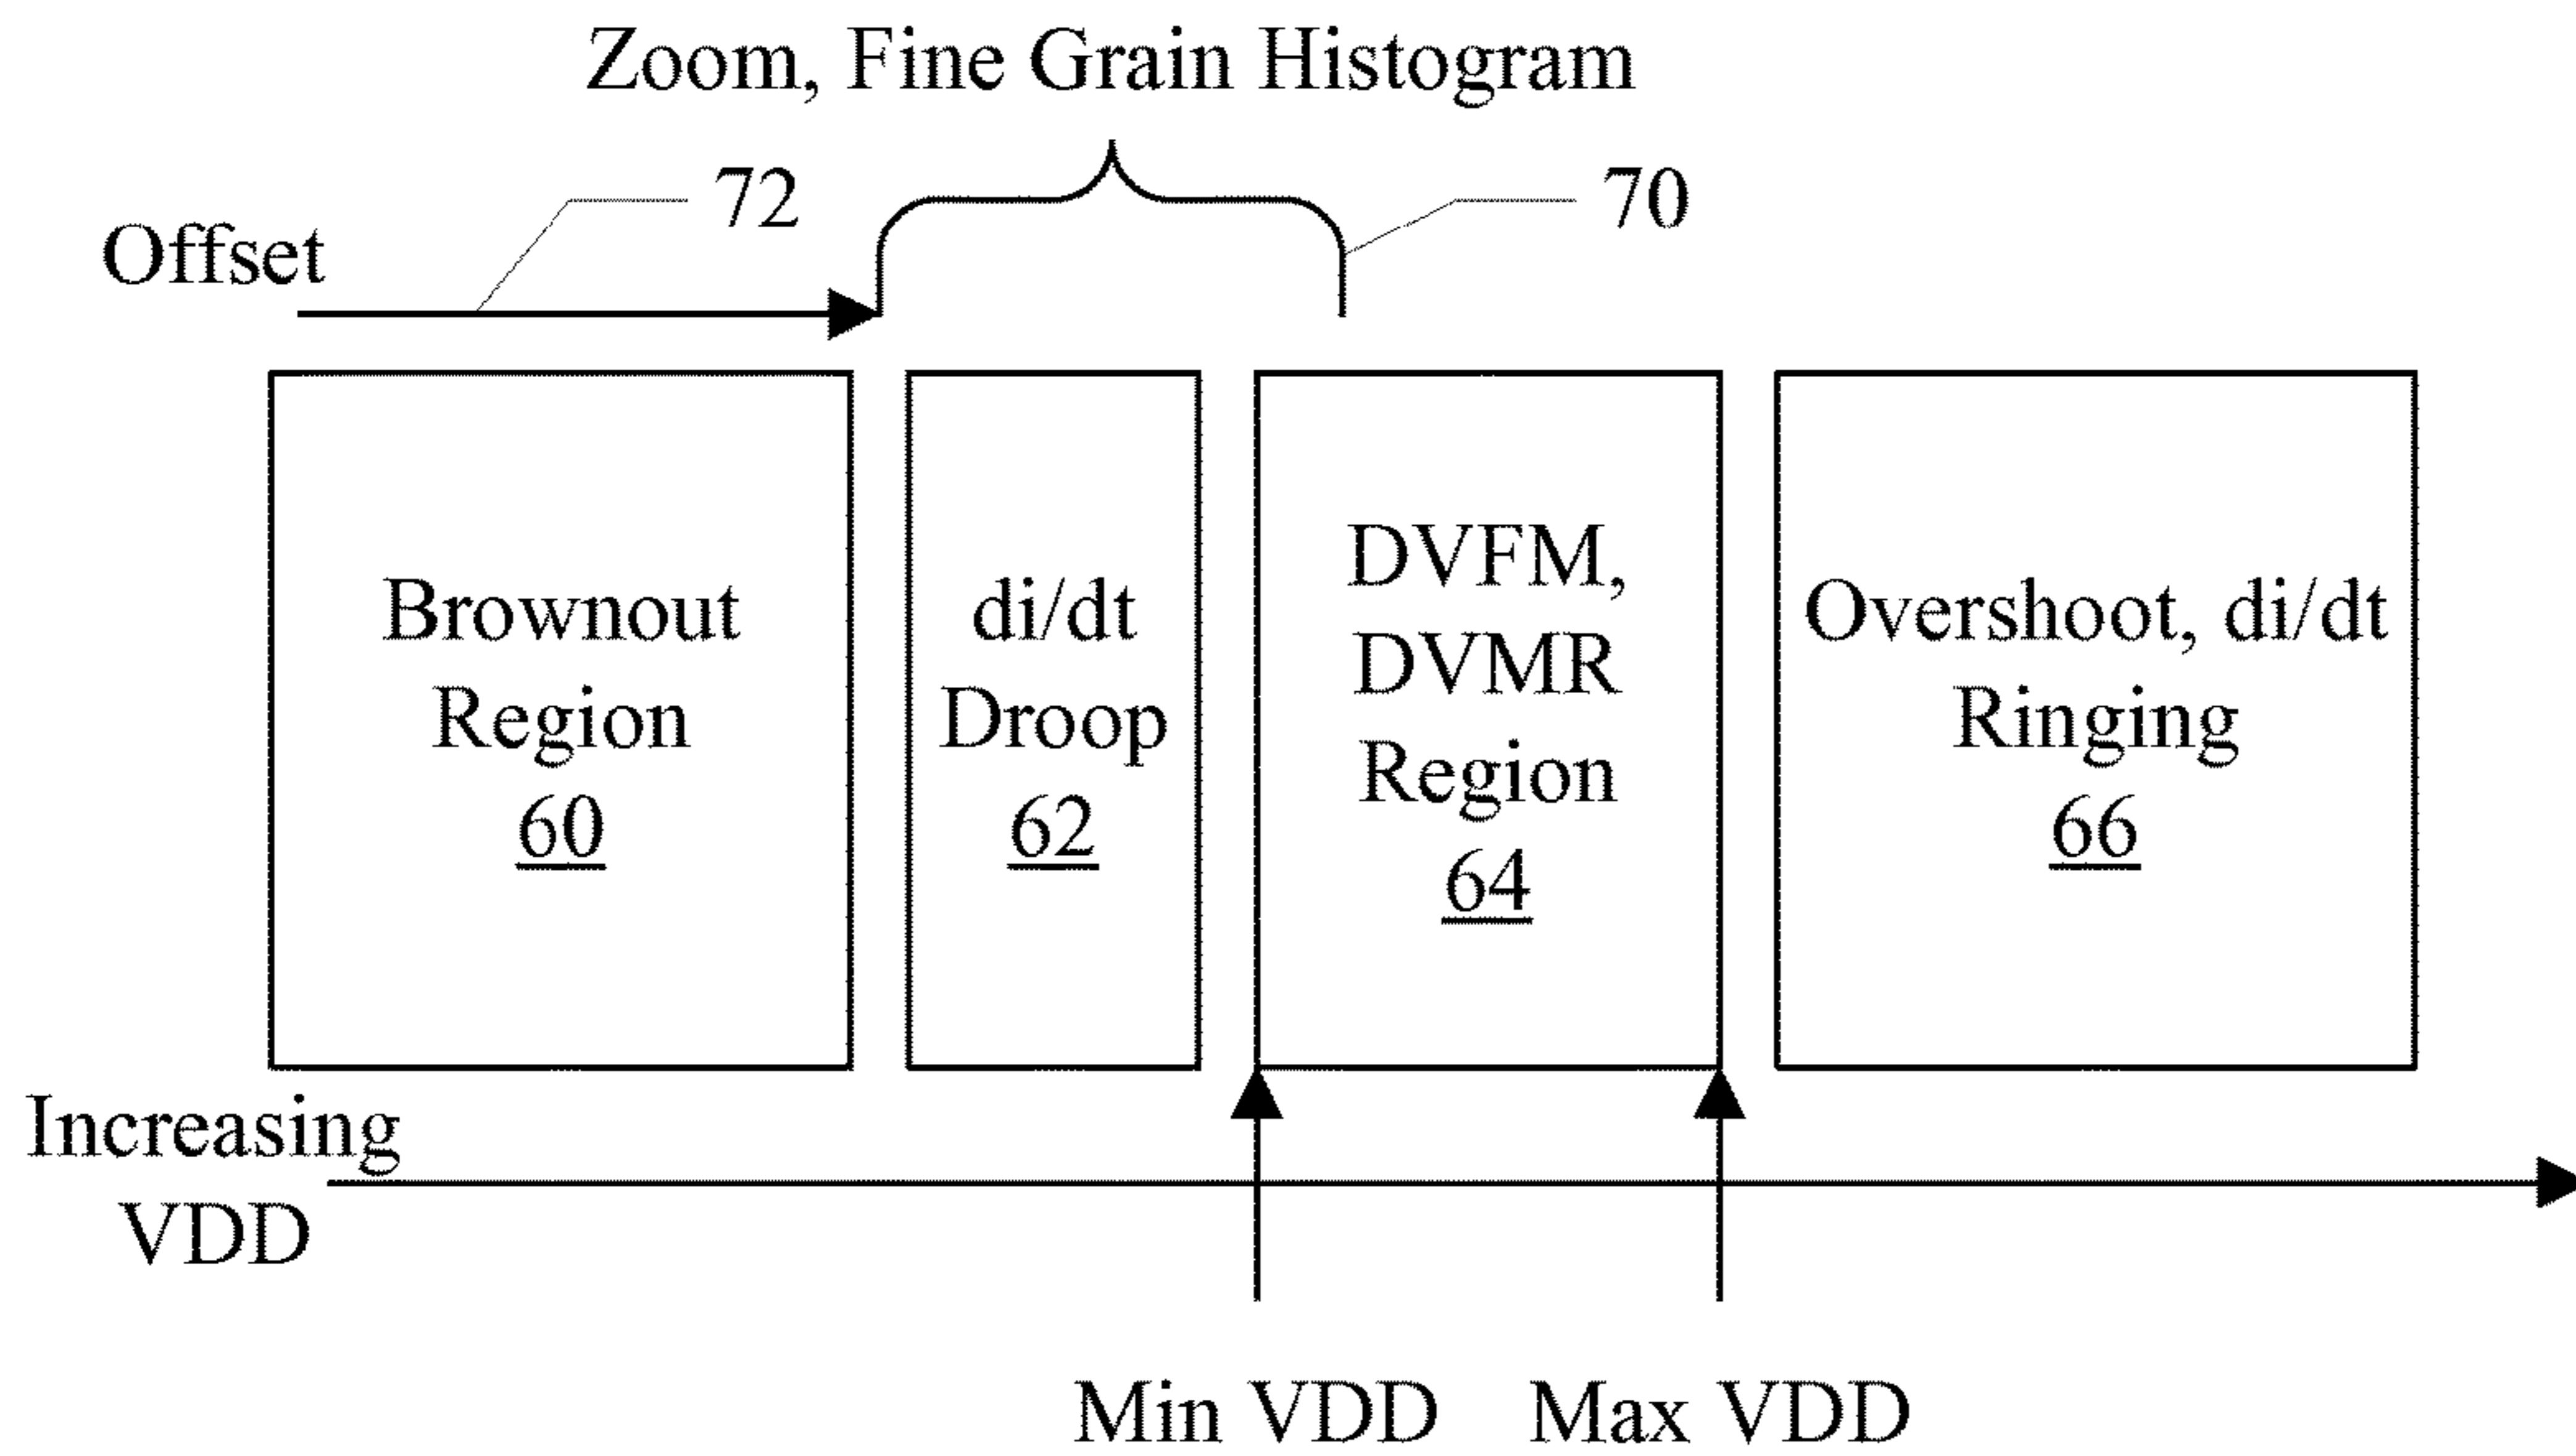 Zoom, Fine Grain Histogram
72
70
Offset
Brownout
Region
60
di/dt
Droop
62
DVFM,
DVMR
Region
64
Overshoot, di/dt
Ringing
66
Increasing
VDD
Min VDD
Max VDD